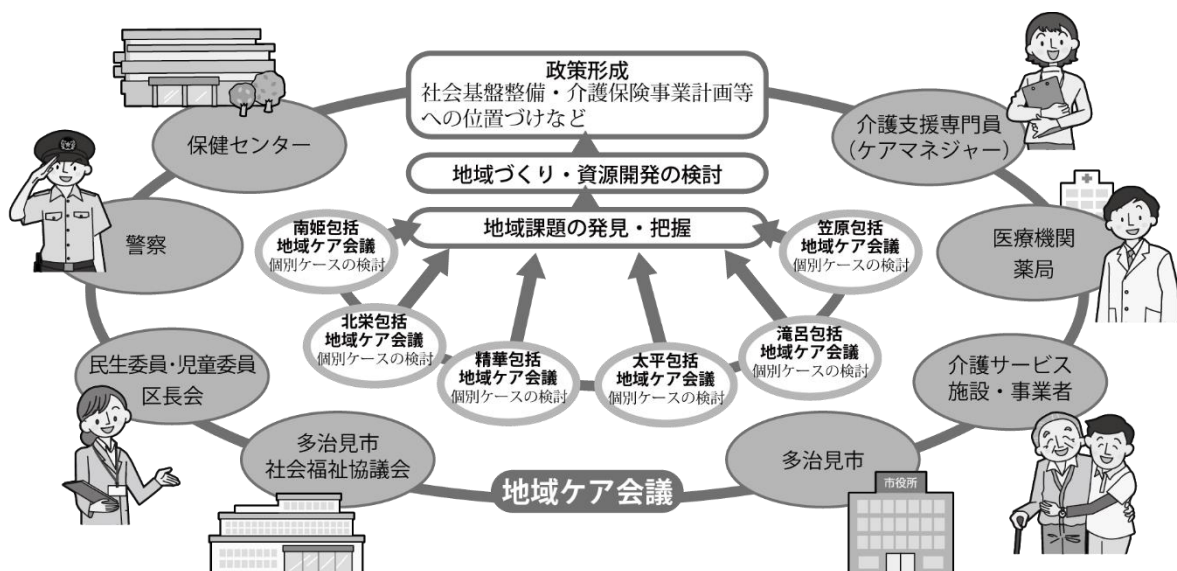 政策形成
社会基盤整備・介護保険事業計画等
への位置づけなど
地域づくり・資源開発の検討
地域課題の発見・把握
保健センター
介護支援専門員
（ケアマネジャー）
警察
医療機関
薬局
南姫包括
地域ケア会議
個別ケースの検討
笠原包括
地域ケア会議
個別ケースの検討
北栄包括
地域ケア会議
個別ケースの検討
精華包括
地域ケア会議
個別ケースの検討
太平包括
地域ケア会議
個別ケースの検討
滝呂包括
地域ケア会議
個別ケースの検討
民生委員・児童委員
区長会
介護サービス
施設・事業者
多治見市
社会福祉協議会
多治見市
市役所
地域ケア会議